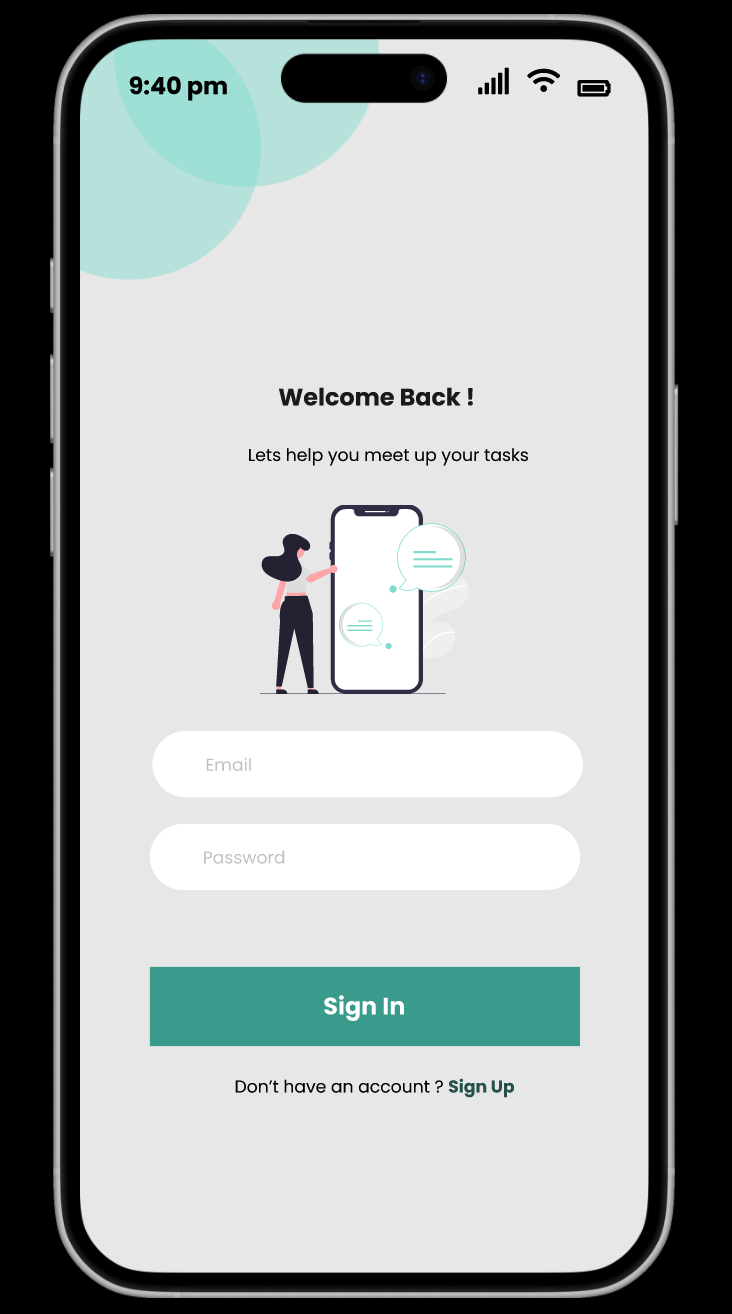 9:40 pm
Welcome Back !
Lets help you meet up your tasks
Email
Password
Sign In
Don’t have an account ? Sign Up